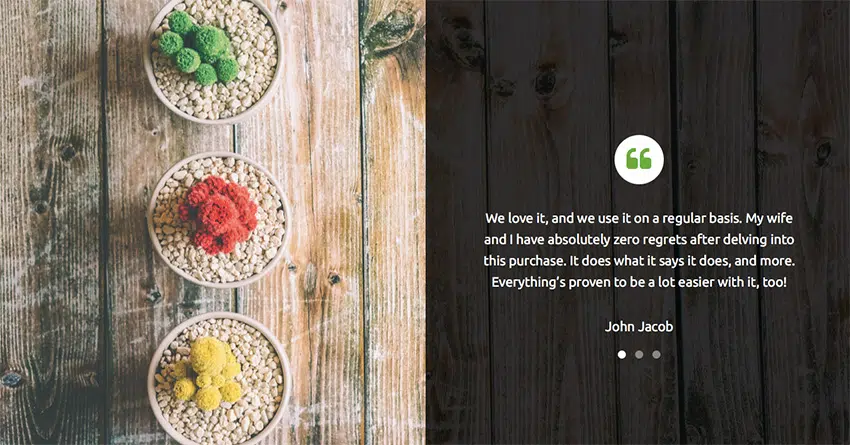 We love it, and we use it on a regular basis. My wife
and I have absolutely zero regrets after delving into
this purchase. It does what it says it does, and more.
Everything’s proven to be a lot easier with it, too!
John Jacob